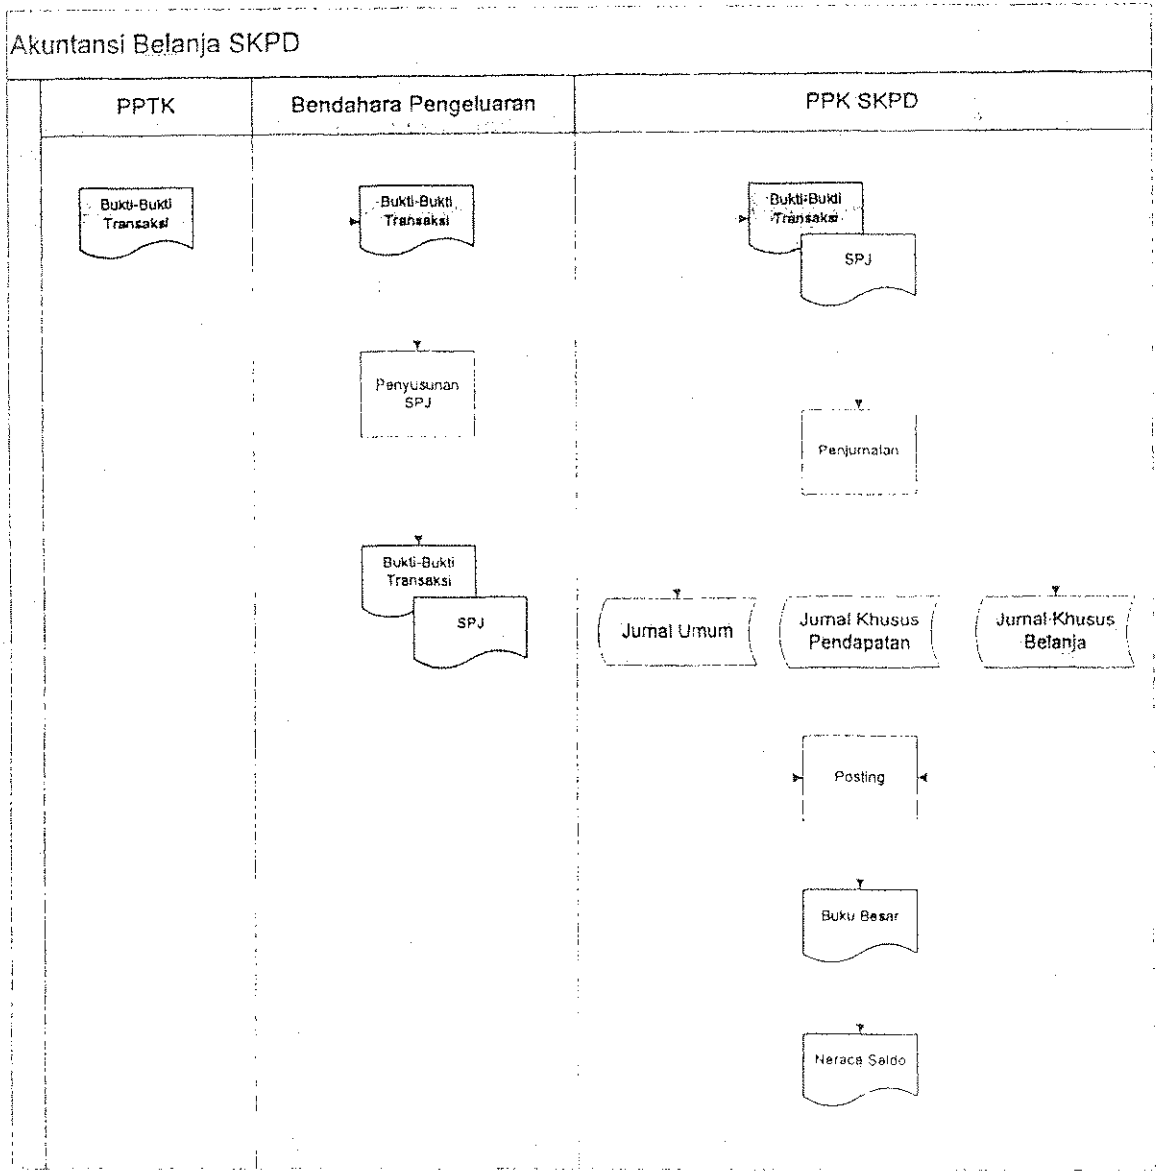 Akuntansi Belanja SKPD
PPTK
Bendahara Pengeluaran
PPK SKPD
Bukti-Bukti
Transaksi
Bukti-Bukti
Transaksi
Bukti-Bukti
Transaksi
SPJ
Penyusunan
SPJ
Penjurnalan
Bukti-Bukti
Transaksi
SPJ
Jurnal Umum
Jurnal Khusus
Pendapatan
Jurnal Khusus
Belanja
Posting
Buku Besar
Neraca Saldo